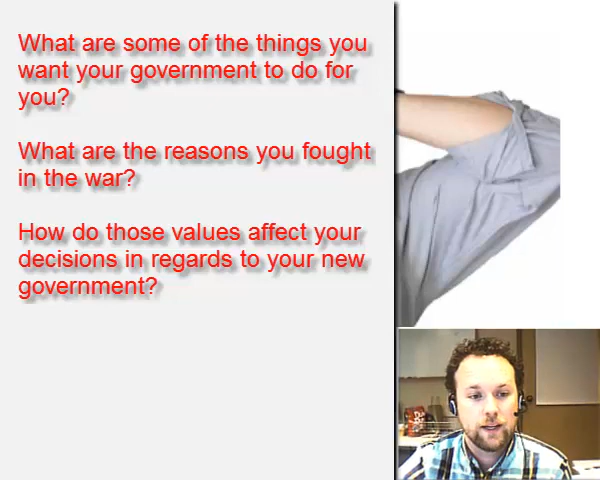 What are some of the things you
want your government to do for
you?
What are the reasons you fought
in the war?
How do those values affect your
decisions in regards to your new
government?